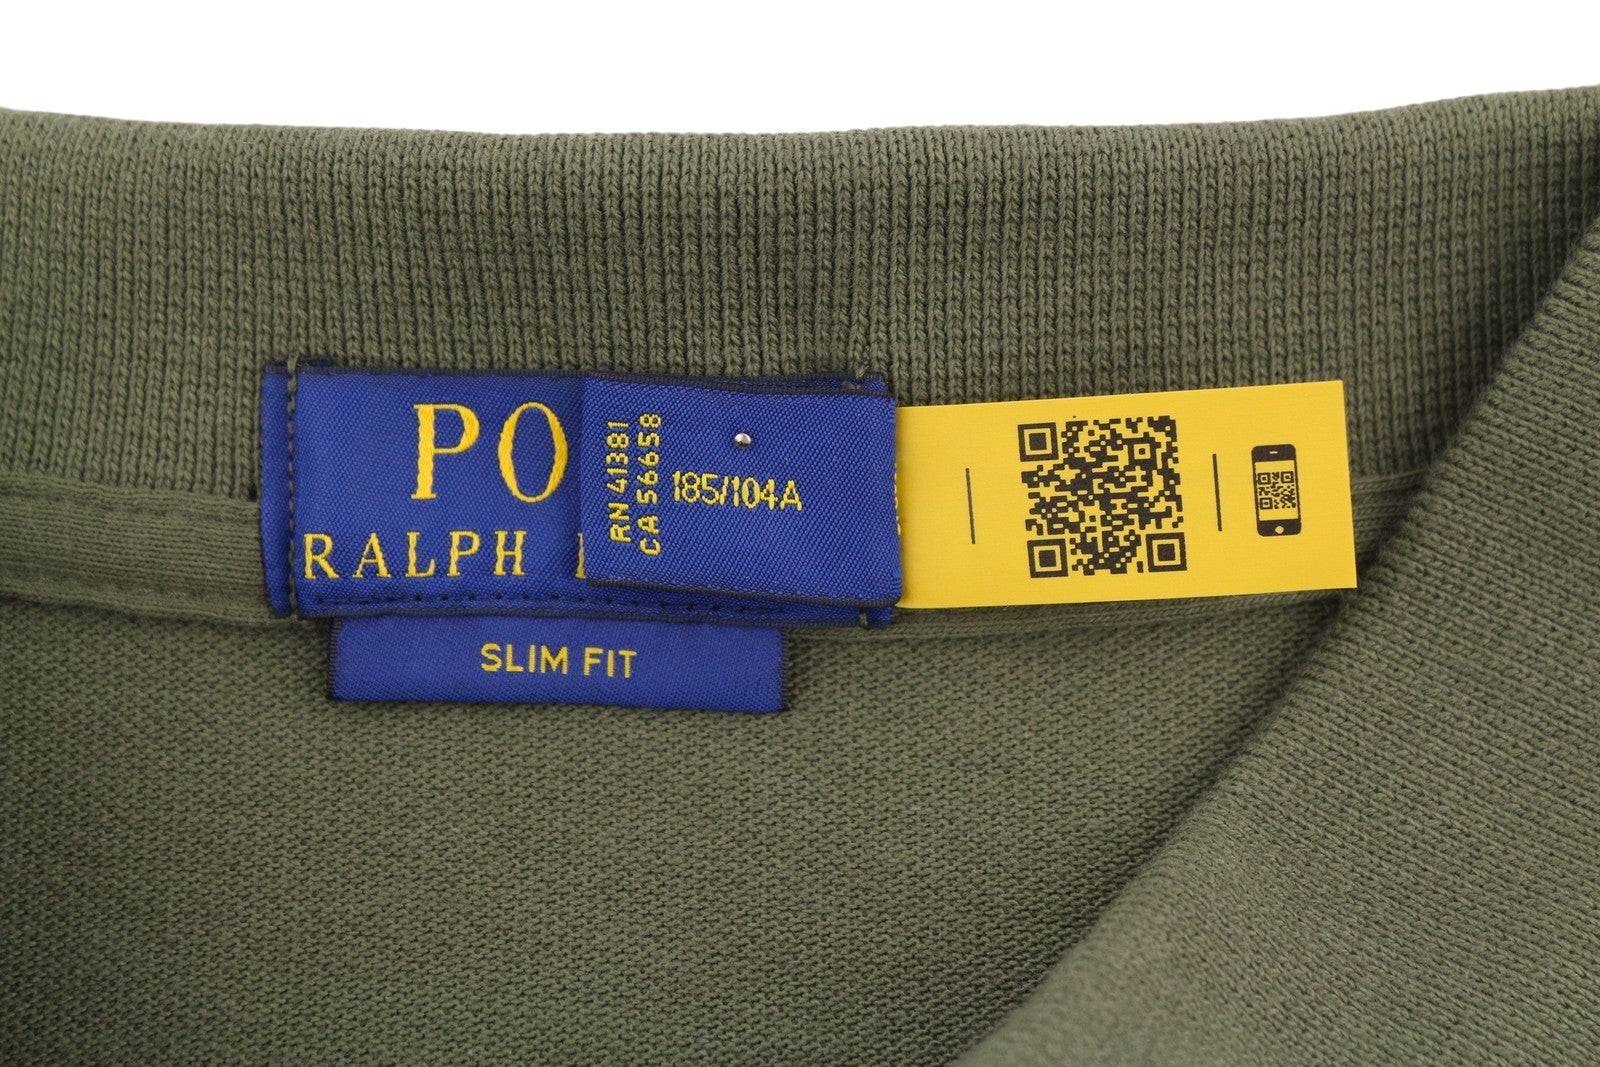 PO
RALPH
RN 41381
CA 56658
185/104A
SLIM FIT